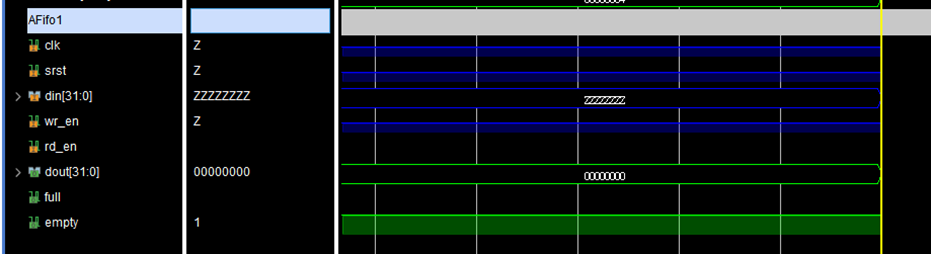 AFifo1
clk Z
srst Z
din[31:0] ZZZZZZZZ ZZZZZZZZ
wr_en Z
rd_en
dout[31:0] 00000000 00000000
full
empty 1